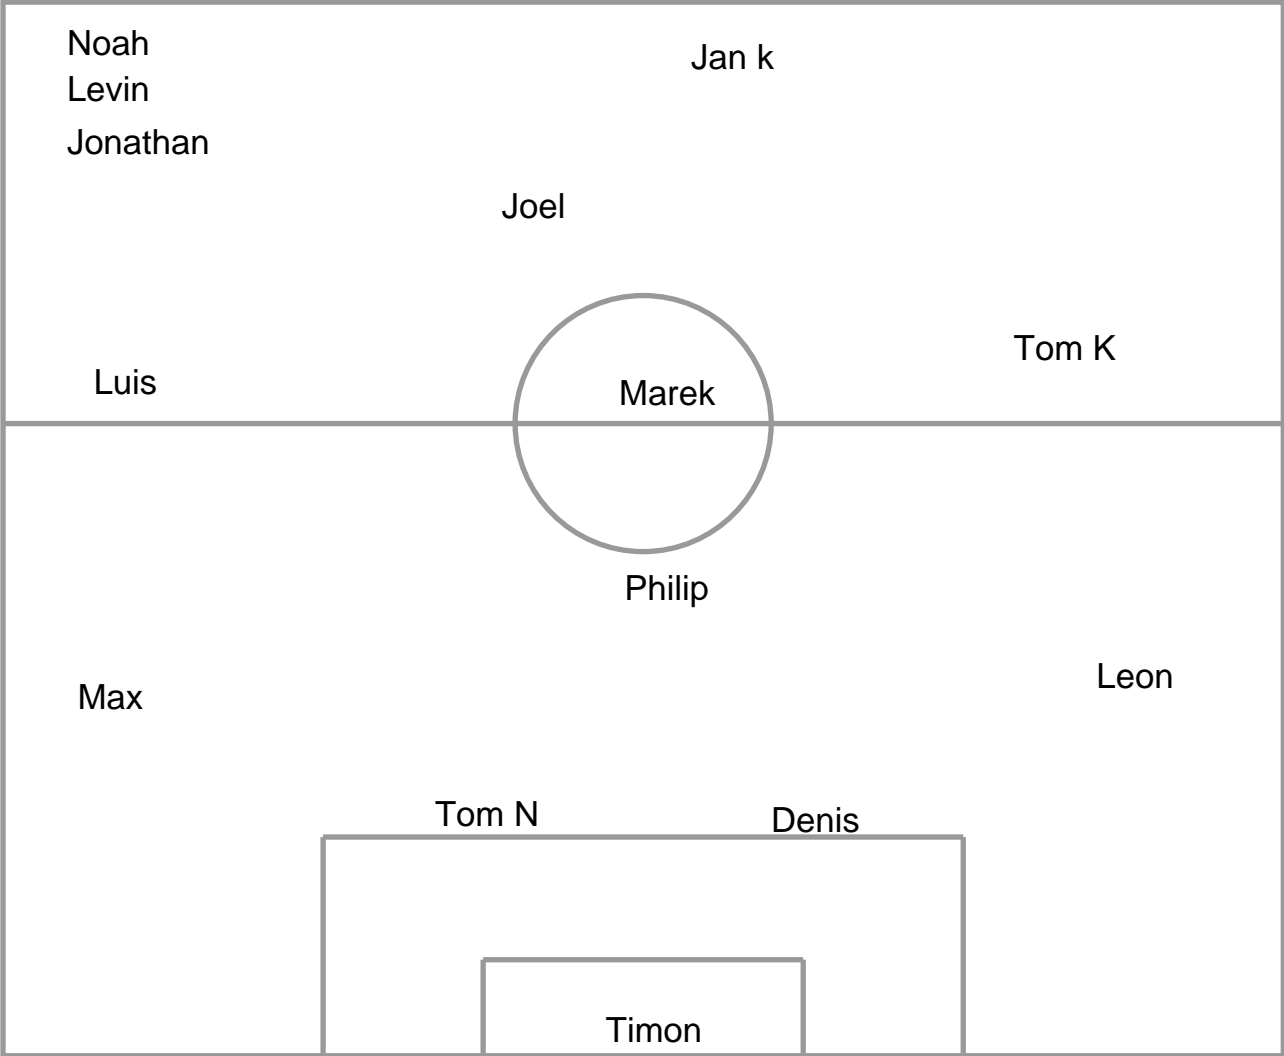 Noah
Jan k
Levin
Jonathan
Joel
Tom K
Luis
Marek
Philip
Leon
Max
Tom N
Denis
Timon